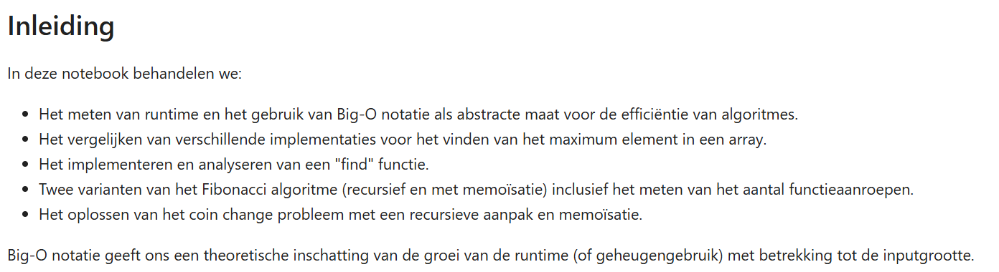 Inleiding
In deze notebook behandelen we:
• Het meten van runtime en het gebruik van Big-O notatie als abstracte maat voor de efficiëntie van algoritmes.
• Het vergelijken van verschillende implementaties voor het vinden van het maximum element in een array.
• Het implementeren en analyseren van een "find" functie.
• Twee varianten van het Fibonacci algoritme (recursief en met memoïsatie) inclusief het meten van het aantal functieaanroepen.
• Het oplossen van het coin change probleem met een recursieve aanpak en memoïsatie.
Big-O notatie geeft ons een theoretische inschatting van de groei van de runtime (of geheugengebruik) met betrekking tot de inputgrootte.